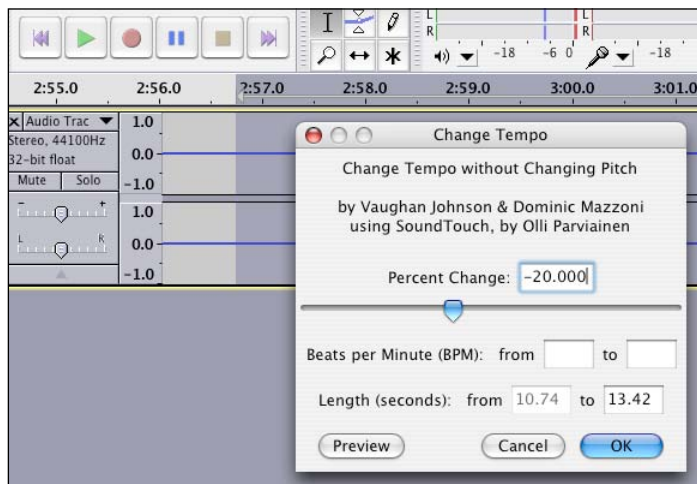 L
R
L
R
-18 -6 0
-18
2:55.0 2:56.0 2:57.0 2:58.0 2:59.0 3:00.0 3:01.0
Audio Trac
Stereo, 44100Hz
32-bit float
Mute Solo
- +
L R
1.0
0.0
-1.0
1.0
0.0
-1.0
Change Tempo
Change Tempo without Changing Pitch
by Vaughan Johnson & Dominic Mazzoni
using SoundTouch, by Olli Parviainen
Percent Change: -20.000
Beats per Minute (BPM): from to
Length (seconds): from 10.74 to 13.42
Preview Cancel OK